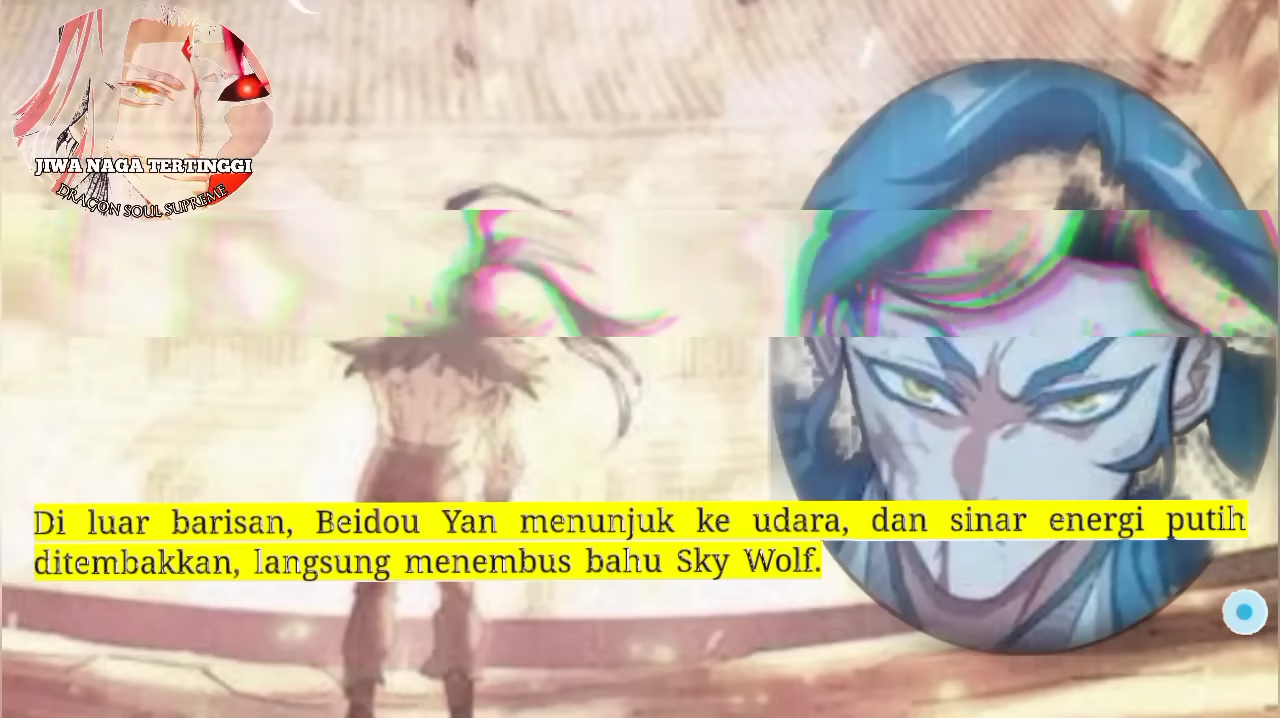 JIWA NAGA TERTINGGI
DRAGON SOUL SUPREME
Di luar barisan, Beidou Yan menunjuk ke udara, dan sinar energi putih
ditembakkan, langsung menembus bahu Sky Wolf.